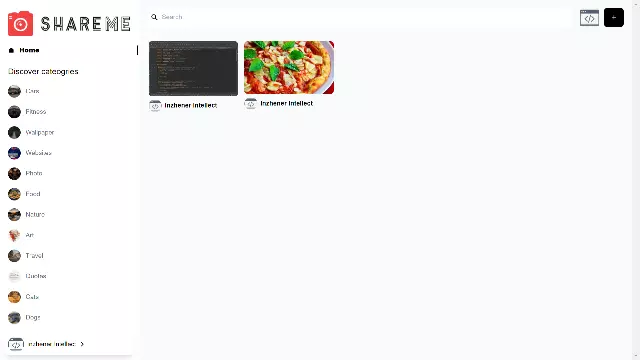 SHAREME
Home
Discover cateogries
Cars
Fitness
Wallpaper
Websites
Photo
Food
Nature
Art
Travel
Quotes
Cats
Dogs
Inzhener Intellect
Search
+
Inzhener Intellect
Inzhener Intellect